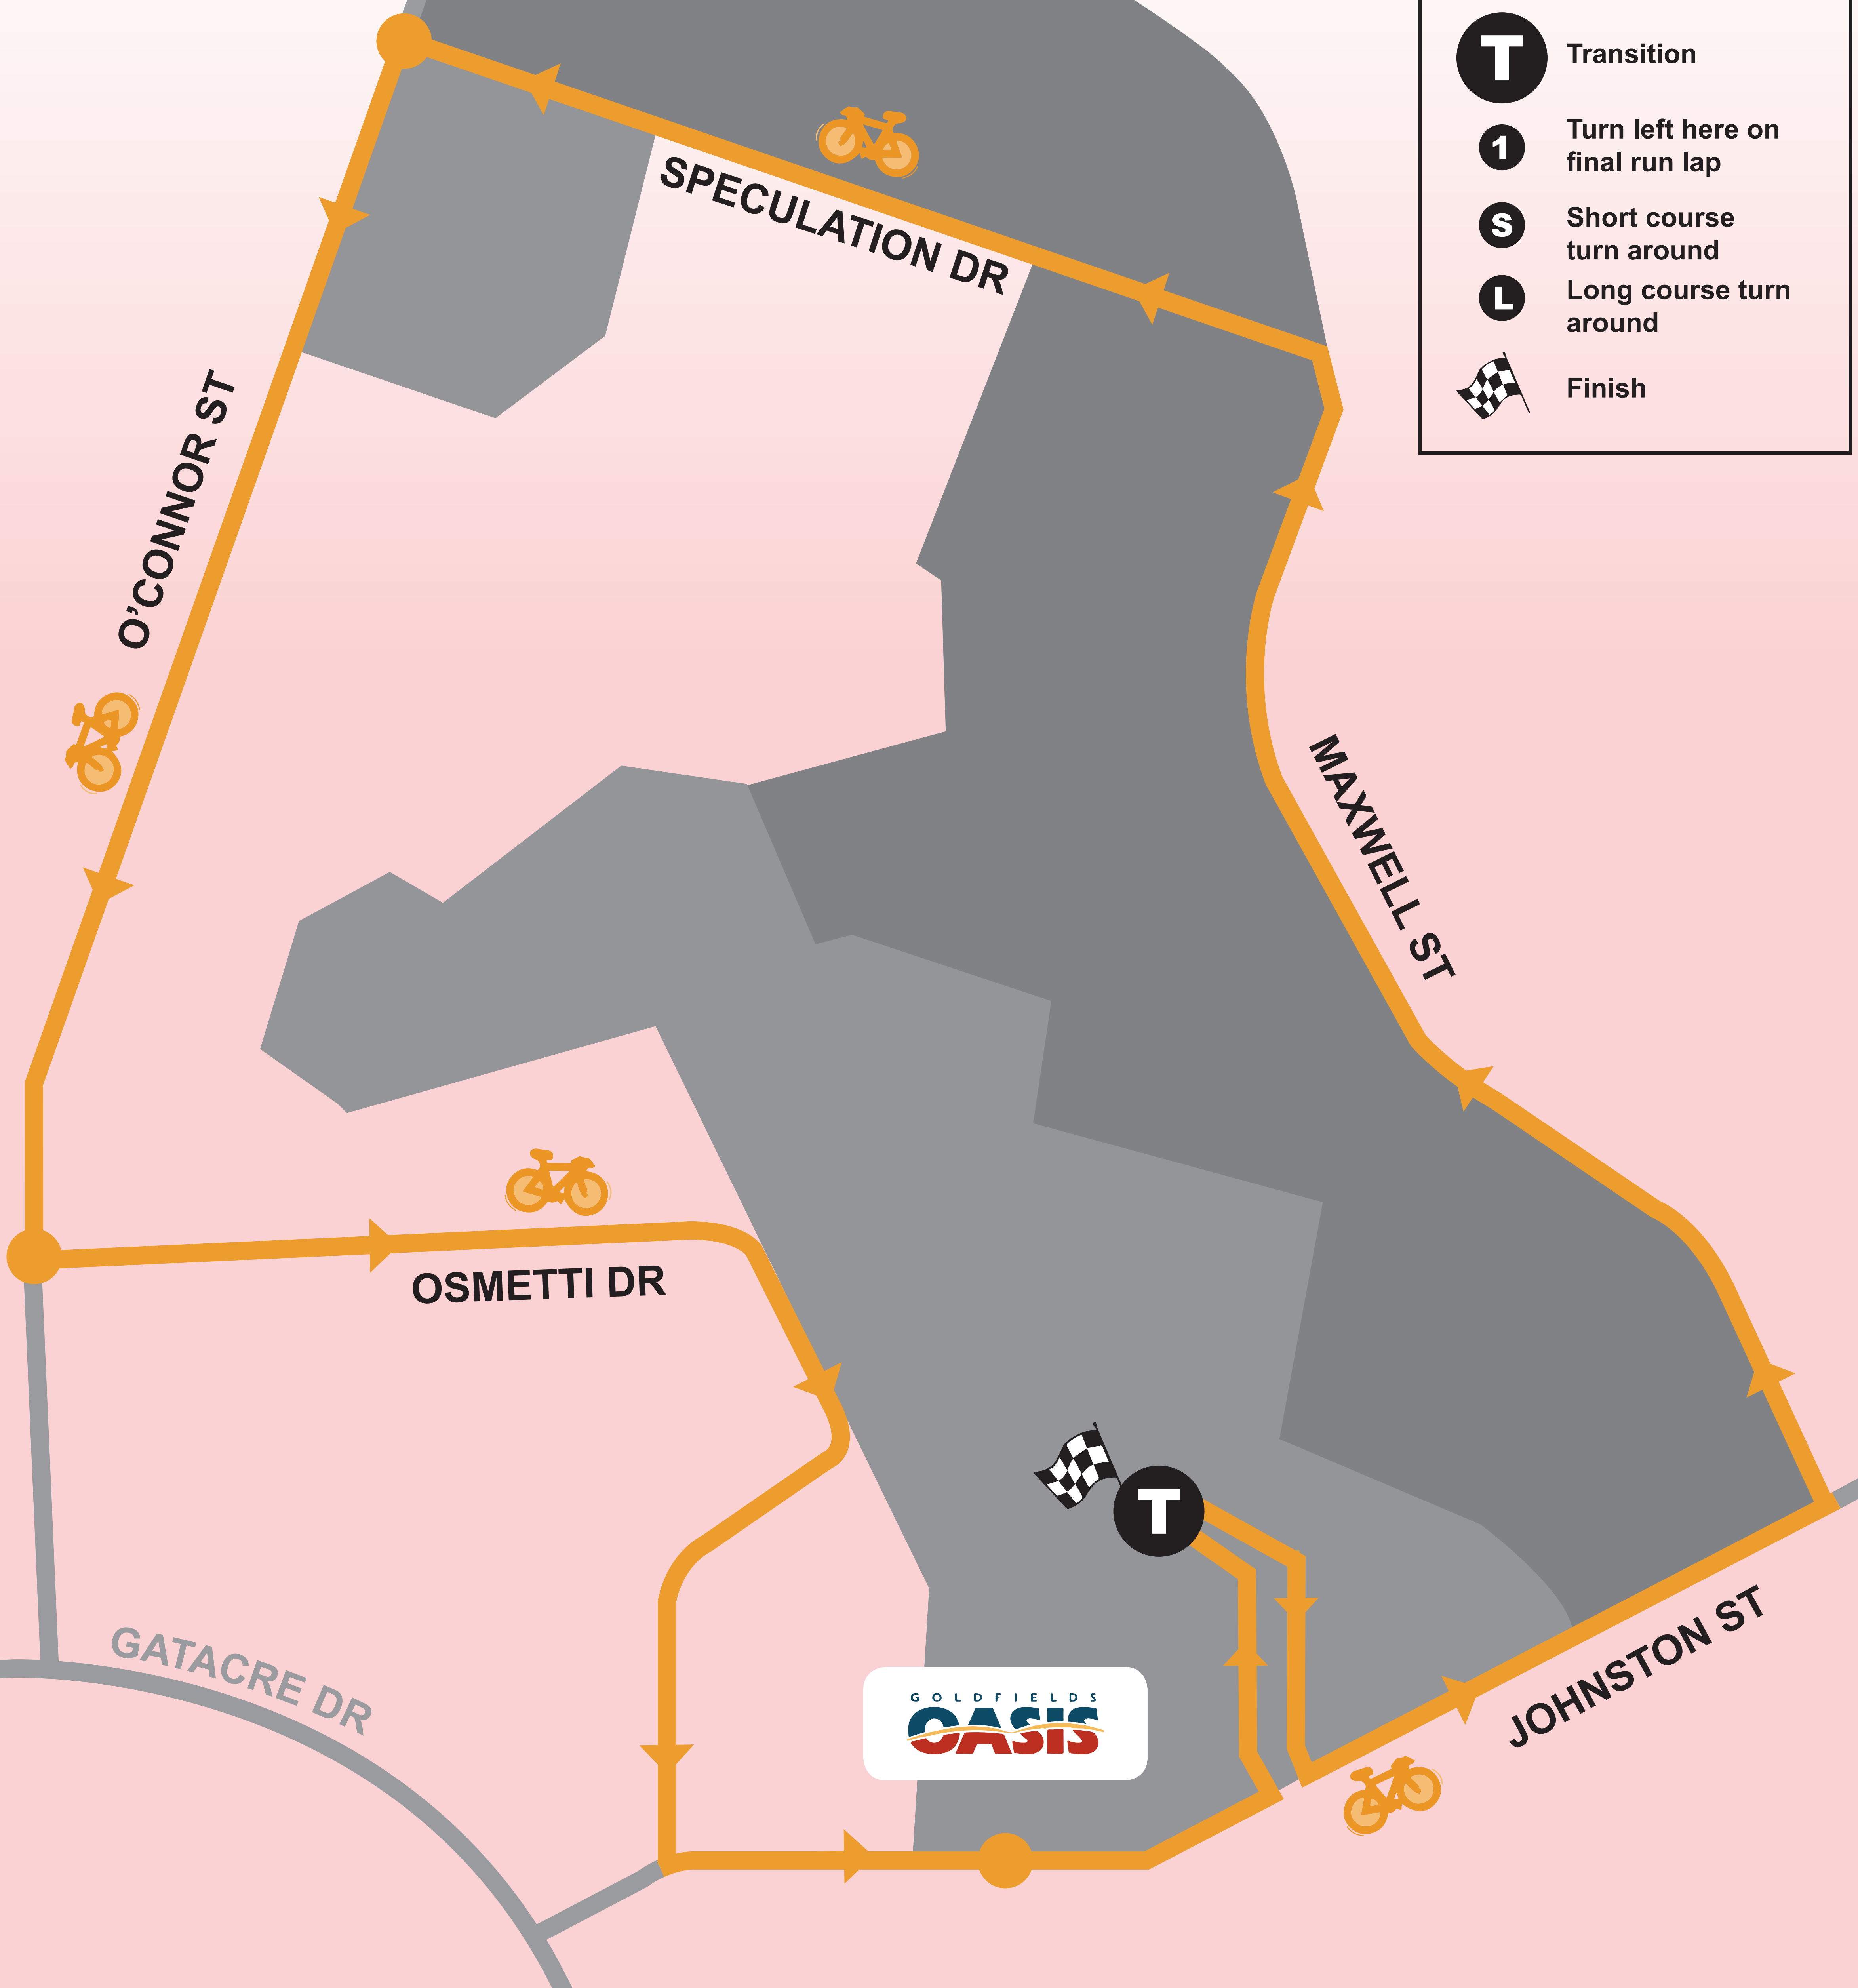 T
Transition
1
Turn left here on
final run lap
S
Short course
turn around
L
Long course turn
around
Finish
SPECULATION DR
O’CONNOR ST
MAXWELL ST
OSMETTI DR
T
GATACRE DR
GOLDFIELDS
OASIS
JOHNSTON ST